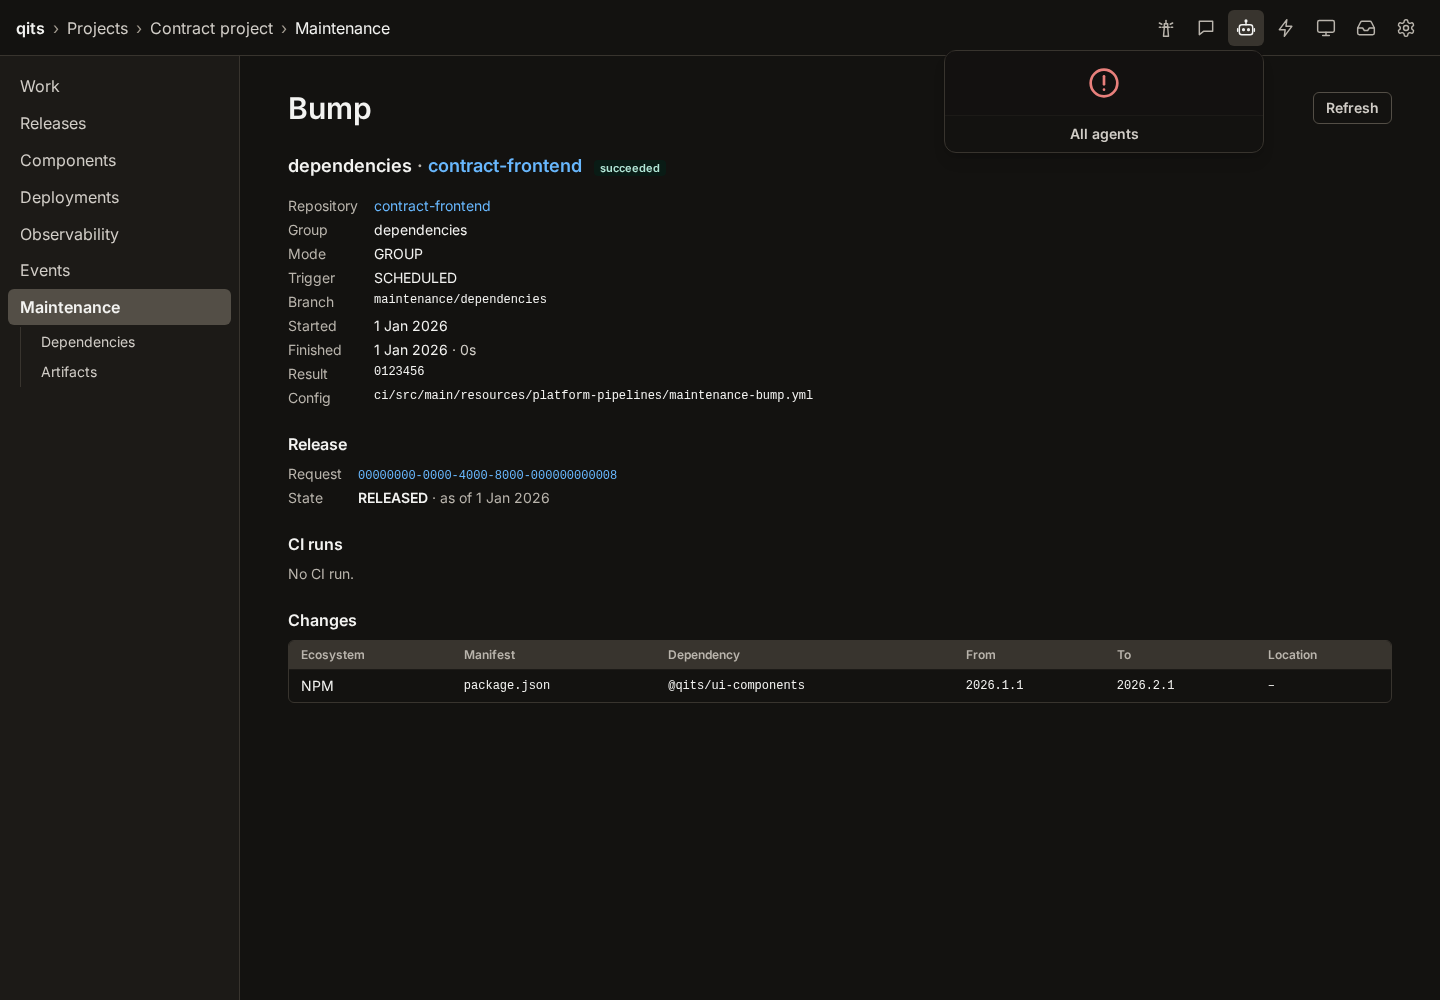 qits › Projects › Contract project › Maintenance
Work
Releases
Components
Deployments
Observability
Events
Maintenance
Dependencies
Artifacts
All agents
Bump
Refresh
dependencies · contract-frontend succeeded
Repository contract-frontend
Group dependencies
Mode GROUP
Trigger SCHEDULED
Branch maintenance/dependencies
Started 1 Jan 2026
Finished 1 Jan 2026 · 0s
Result 0123456
Config ci/src/main/resources/platform-pipelines/maintenance-bump.yml
Release
Request 00000000-0000-4000-8000-000000000008
State RELEASED · as of 1 Jan 2026
CI runs
No CI run.
Changes
Ecosystem Manifest Dependency From To Location
NPM package.json @qits/ui-components 2026.1.1 2026.2.1 –